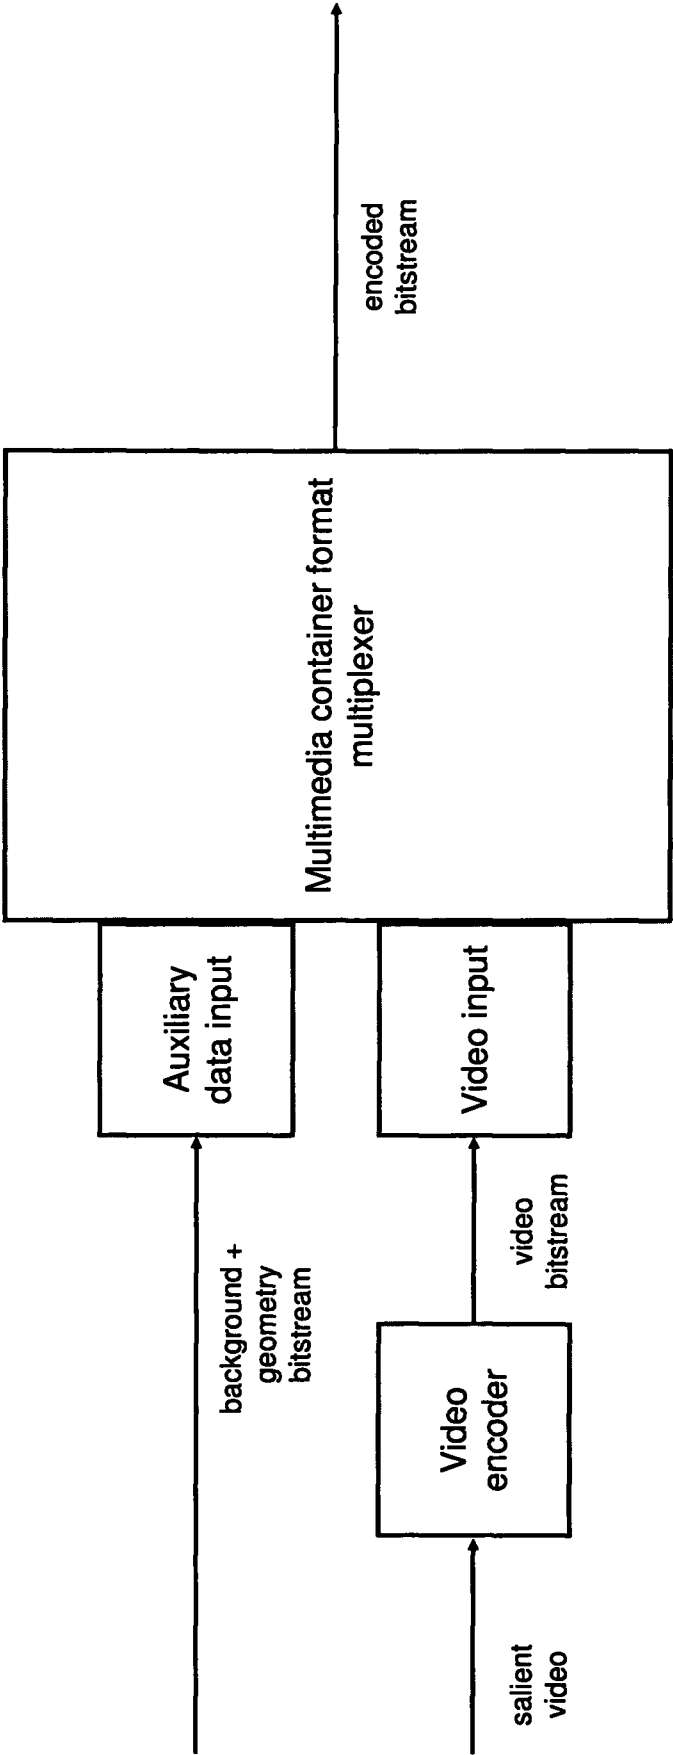 background +
geometry
bitstream
Auxiliary
data input
salient
video
Video
encoder
video
bitstream
Video input
Multimedia container format
multiplexer
encoded
bitstream